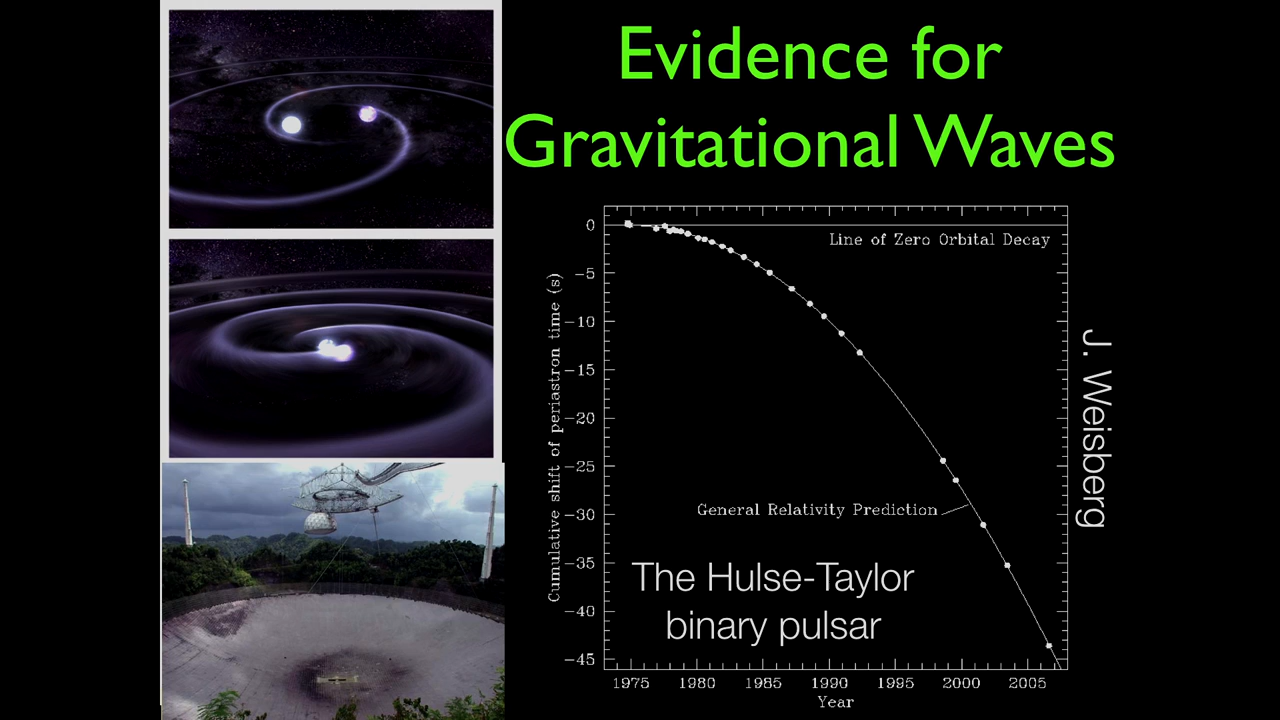 Evidence for
Gravitational Waves
0
Line of Zero Orbital Decay
−5
−10
−15
−20
−25
−30
−35
−40
−45
Cumulative shift of periastron time (s)
General Relativity Prediction
The Hulse-Taylor
binary pulsar
1975 1980 1985 1990 1995 2000 2005
Year
J. Weisberg